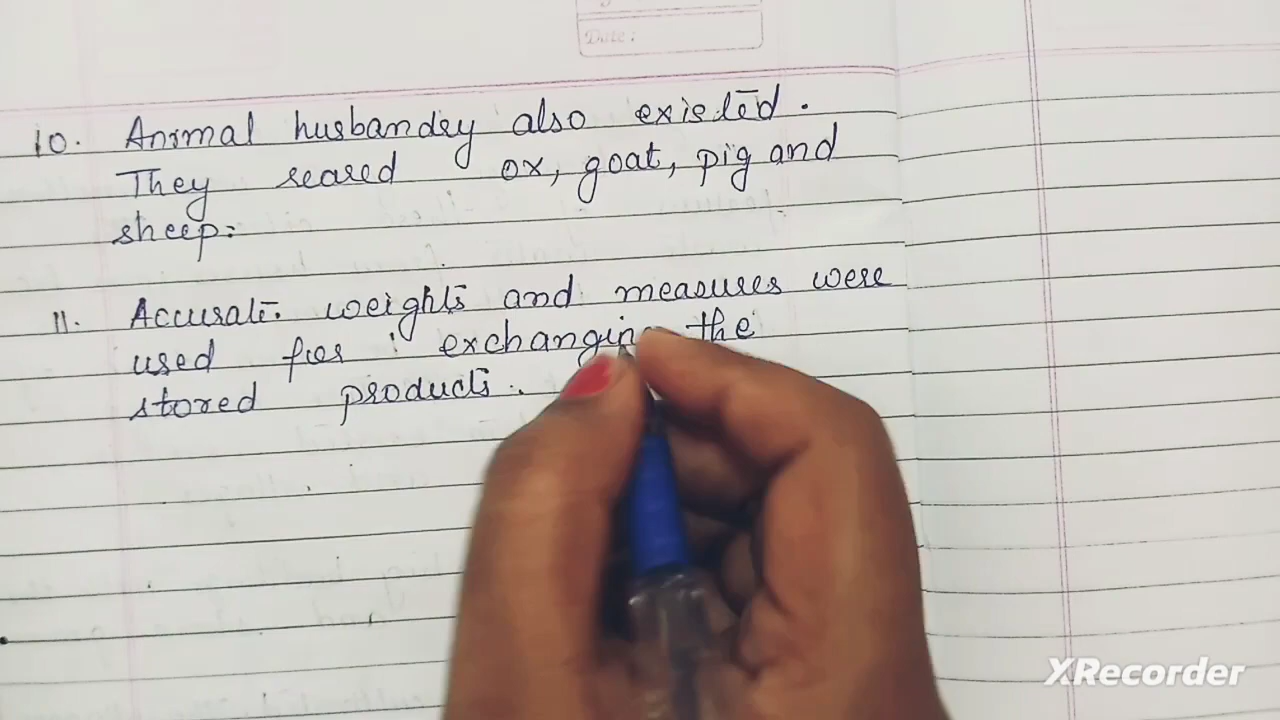 Date:
10. Animal husbandry also existed.
They reared ox, goat, pig and
sheep.
11. Accurate weights and measures were
used for exchanging the
stored products.
XRecorder